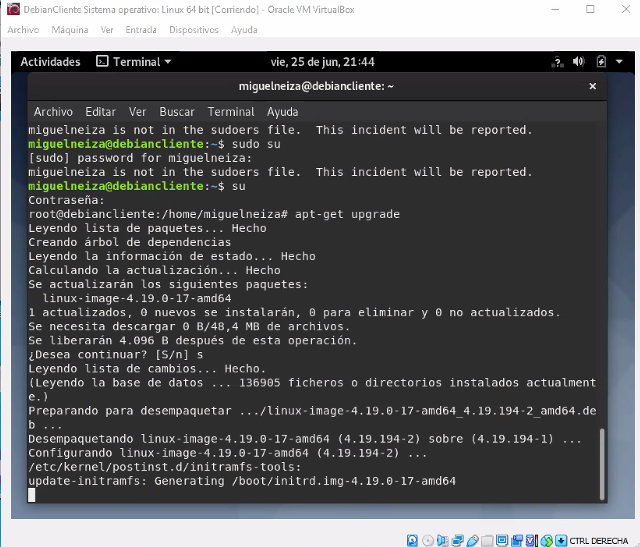 DebianCliente Sistema operativo: Linux 64 bit [Corriendo] - Oracle VM VirtualBox
Archivo Máquina Ver Entrada Dispositivos Ayuda
Actividades Terminal vie, 25 de jun, 21:44
miguelneiza@debiancliente: ~
Archivo Editar Ver Buscar Terminal Ayuda
miguelneiza is not in the sudoers file.  This incident will be reported.
miguelneiza@debiancliente:~$ sudo su
[sudo] password for miguelneiza:
miguelneiza is not in the sudoers file.  This incident will be reported.
miguelneiza@debiancliente:~$ su
Contraseña:
root@debiancliente:/home/miguelneiza# apt-get upgrade
Leyendo lista de paquetes... Hecho
Creando árbol de dependencias
Leyendo la información de estado... Hecho
Calculando la actualización... Hecho
Se actualizarán los siguientes paquetes:
  linux-image-4.19.0-17-amd64
1 actualizados, 0 nuevos se instalarán, 0 para eliminar y 0 no actualizados.
Se necesita descargar 0 B/48,4 MB de archivos.
Se liberarán 4.096 B después de esta operación.
¿Desea continuar? [S/n] s
Leyendo lista de cambios... Hecho.
(Leyendo la base de datos ... 136905 ficheros o directorios instalados actualment
e.)
Preparando para desempaquetar .../linux-image-4.19.0-17-amd64_4.19.194-2_amd64.de
b ...
Desempaquetando linux-image-4.19.0-17-amd64 (4.19.194-2) sobre (4.19.194-1) ...
Configurando linux-image-4.19.0-17-amd64 (4.19.194-2) ...
/etc/kernel/postinst.d/initramfs-tools:
update-initramfs: Generating /boot/initrd.img-4.19.0-17-amd64
CTRL DERECHA